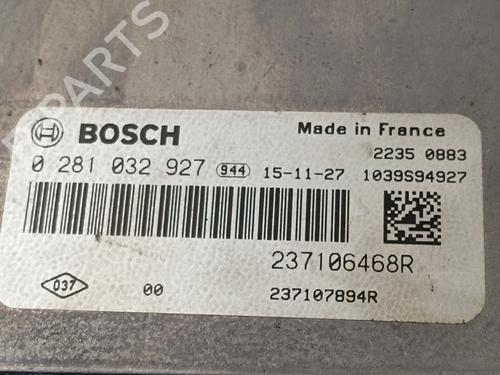 BOSCH
Made in France
2235 0883
0 281 032 927 944 15-11-27 1039S94927
237106468R
037 00 237107894R